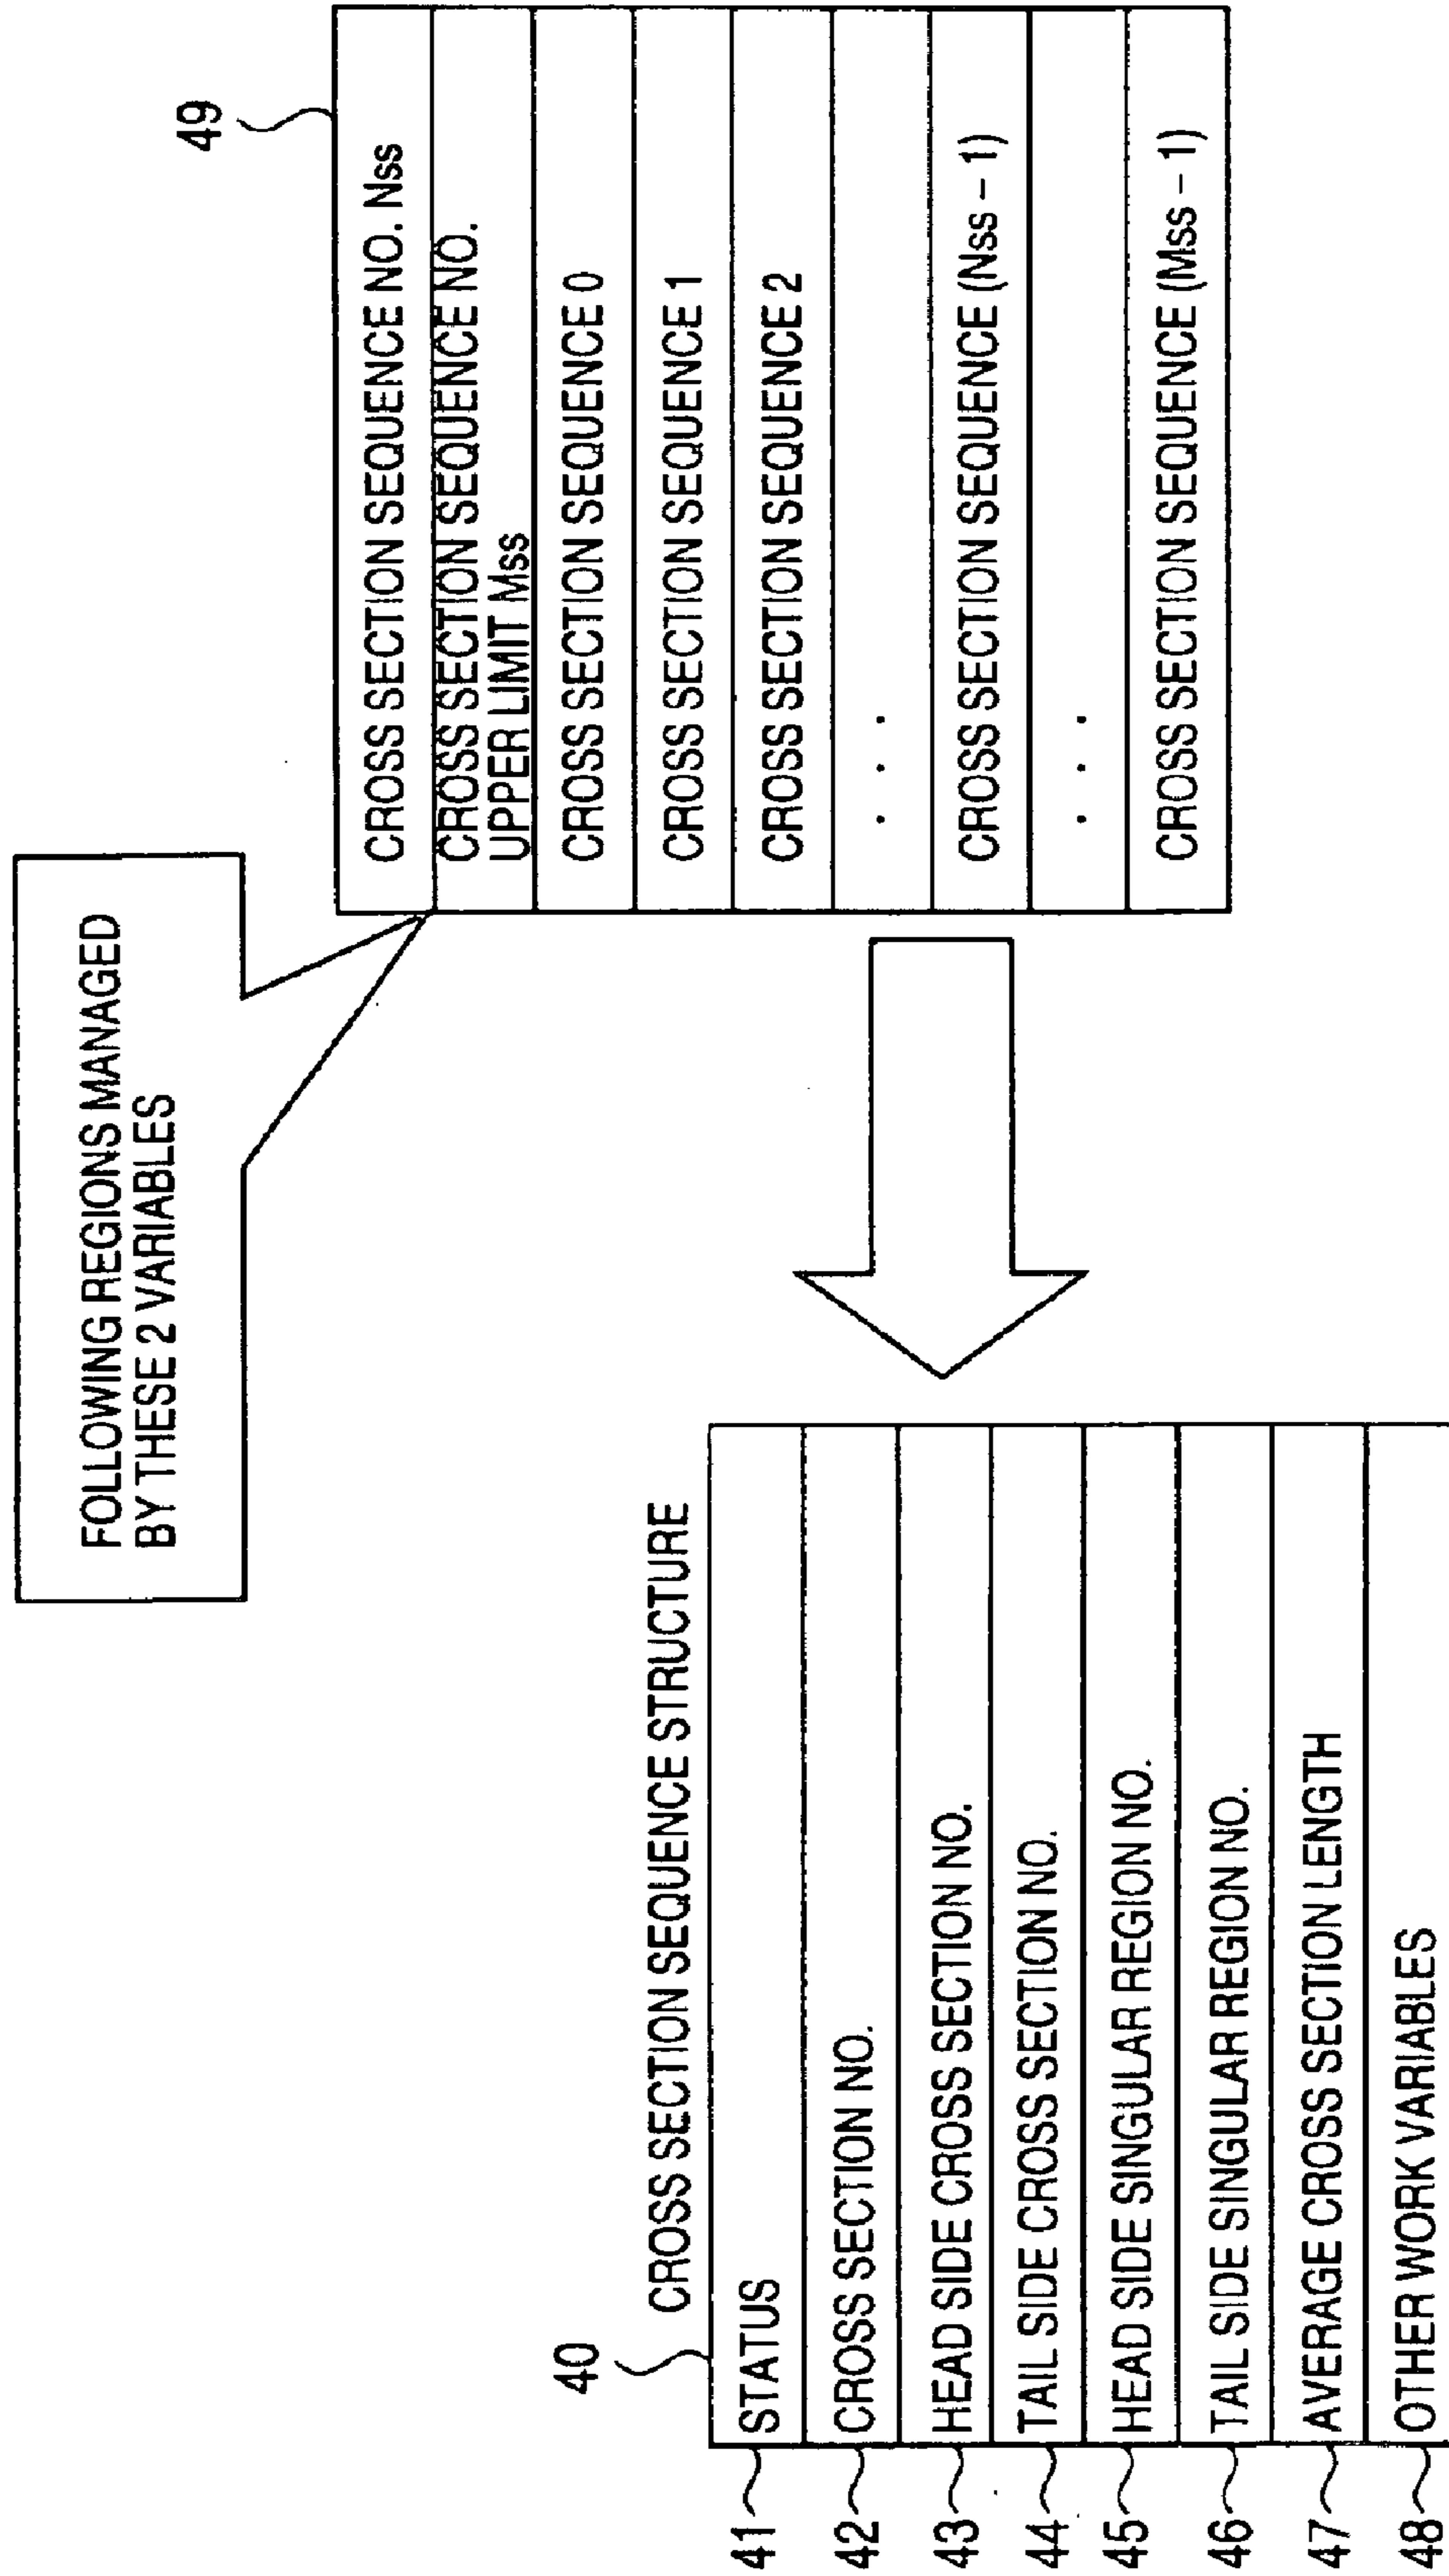 FOLLOWING REGIONS MANAGED
BY THESE 2 VARIABLES
CROSS SECTION SEQUENCE STRUCTURE
40
41 STATUS
42 CROSS SECTION NO.
43 HEAD SIDE CROSS SECTION NO.
44 TAIL SIDE CROSS SECTION NO.
45 HEAD SIDE SINGULAR REGION NO.
46 TAIL SIDE SINGULAR REGION NO.
47 AVERAGE CROSS SECTION LENGTH
48 OTHER WORK VARIABLES
49
CROSS SECTION SEQUENCE NO. Nss
CROSS SECTION SEQUENCE NO.
UPPER LIMIT Mss
CROSS SECTION SEQUENCE 0
CROSS SECTION SEQUENCE 1
CROSS SECTION SEQUENCE 2
. . .
CROSS SECTION SEQUENCE (Nss – 1)
. . .
CROSS SECTION SEQUENCE (Mss – 1)